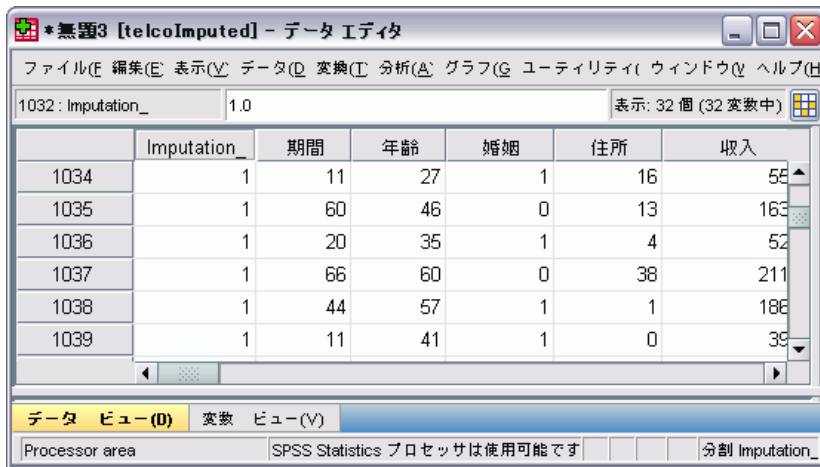 *無題3 [telcoImputed] - データ エディタ
ファイル(F 編集(E) 表示(V) データ(D 変換(T) 分析(A) グラフ(G ユーティリティ( ウィンドウ(W ヘルプ(H
1032 : Imputation_ 1.0 表示: 32 個 (32 変数中)
Imputation_ 期間 年齢 婚姻 住所 収入
1034 1 11 27 1 16 55
1035 1 60 46 0 13 163
1036 1 20 35 1 4 52
1037 1 66 60 0 38 211
1038 1 44 57 1 1 186
1039 1 11 41 1 0 39
データ ビュー(D) 変数 ビュー(V)
Processor area SPSS Statistics プロセッサは使用可能です 分割 Imputation_